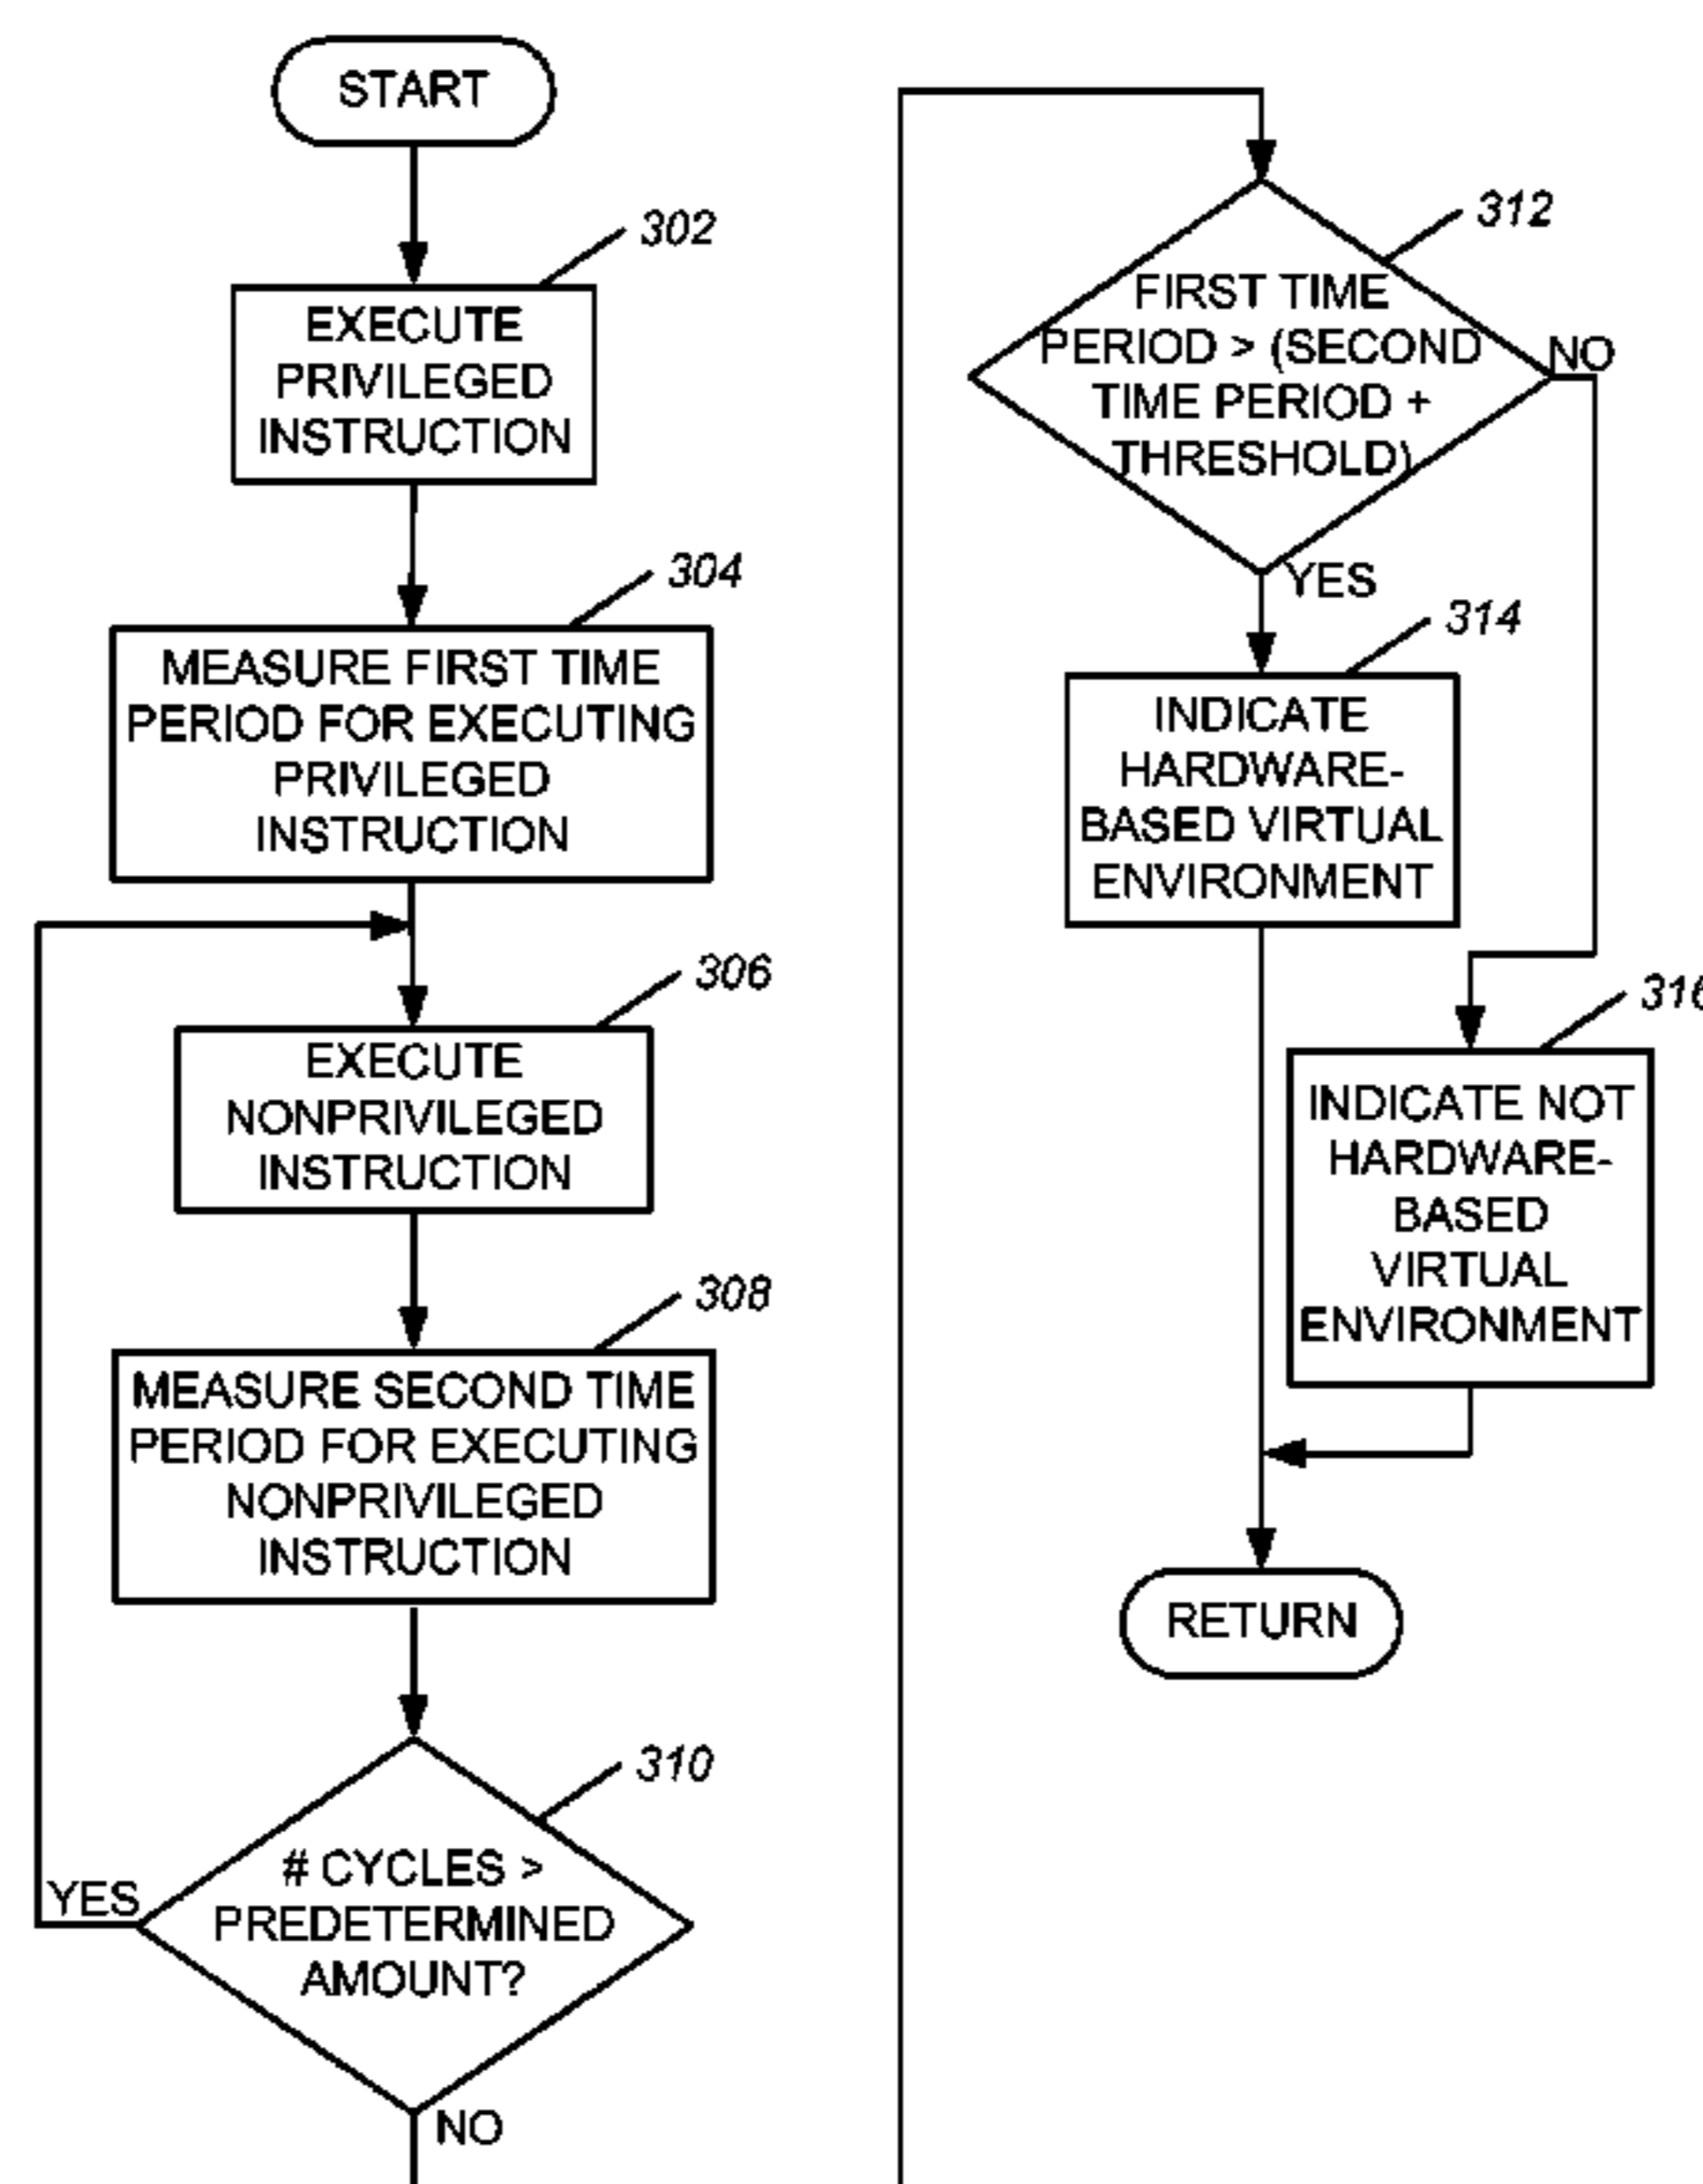 START
302
EXECUTE
PRIVILEGED
INSTRUCTION
304
MEASURE FIRST TIME
PERIOD FOR EXECUTING
PRIVILEGED
INSTRUCTION
306
EXECUTE
NONPRIVILEGED
INSTRUCTION
308
MEASURE SECOND TIME
PERIOD FOR EXECUTING
NONPRIVILEGED
INSTRUCTION
310
# CYCLES >
PREDETERMINED
AMOUNT?
YES
NO
312
FIRST TIME
PERIOD > (SECOND
TIME PERIOD +
THRESHOLD)
NO
YES
314
INDICATE
HARDWARE-
BASED VIRTUAL
ENVIRONMENT
316
INDICATE NOT
HARDWARE-
BASED
VIRTUAL
ENVIRONMENT
RETURN